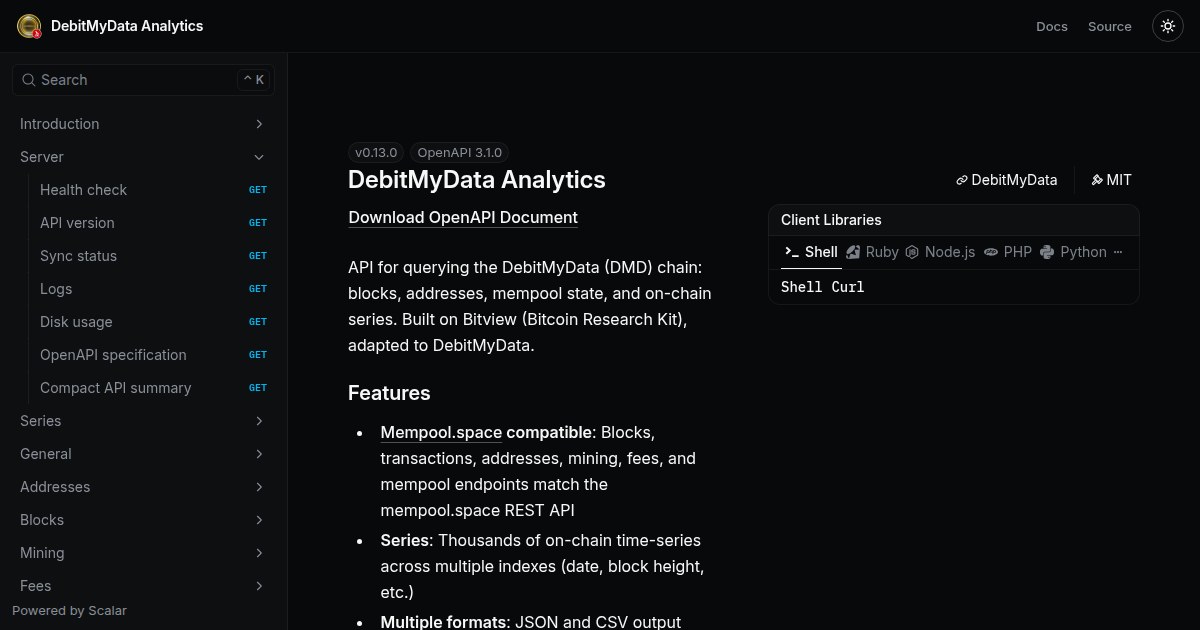 DebitMyData Analytics
Docs
Source
Search
⌃ K
Introduction
Server
Health check GET
API version GET
Sync status GET
Logs GET
Disk usage GET
OpenAPI specification GET
Compact API summary GET
Series
General
Addresses
Blocks
Mining
Fees
Powered by Scalar
v0.13.0 OpenAPI 3.1.0
DebitMyData Analytics
Download OpenAPI Document
API for querying the DebitMyData (DMD) chain:
blocks, addresses, mempool state, and on-chain
series. Built on Bitview (Bitcoin Research Kit),
adapted to DebitMyData.
Features
• Mempool.space compatible: Blocks,
transactions, addresses, mining, fees, and
mempool endpoints match the
mempool.space REST API
• Series: Thousands of on-chain time-series
across multiple indexes (date, block height,
etc.)
• Multiple formats: JSON and CSV output
DebitMyData
MIT
Client Libraries
Shell Ruby Node.js PHP Python ···
Shell Curl